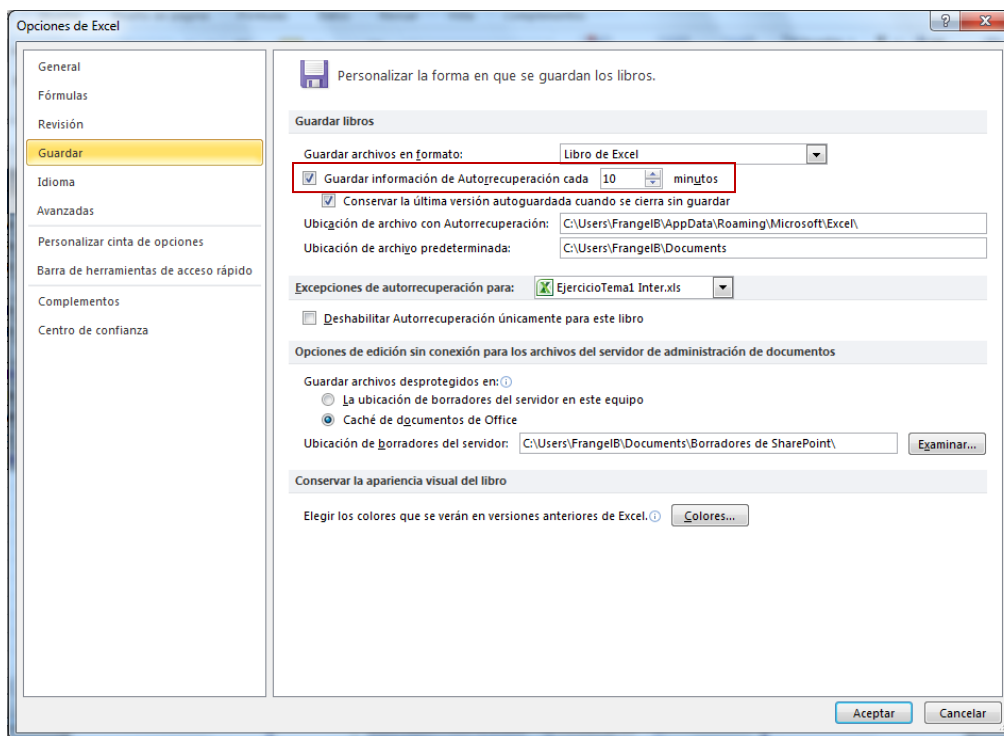 Opciones de Excel
General
Fórmulas
Revisión
Guardar
Idioma
Avanzadas
Personalizar cinta de opciones
Barra de herramientas de acceso rápido
Complementos
Centro de confianza
Personalizar la forma en que se guardan los libros.
Guardar libros
Guardar archivos en formato: Libro de Excel
Guardar información de Autorrecuperación cada 10 minutos
Conservar la última versión autoguardada cuando se cierra sin guardar
Ubicación de archivo con Autorrecuperación: C:\Users\FrangelB\AppData\Roaming\Microsoft\Excel\
Ubicación de archivo predeterminada: C:\Users\FrangelB\Documents
Excepciones de autorrecuperación para: EjercicioTema1 Inter.xls
Deshabilitar Autorrecuperación únicamente para este libro
Opciones de edición sin conexión para los archivos del servidor de administración de documentos
Guardar archivos desprotegidos en:
La ubicación de borradores del servidor en este equipo
Caché de documentos de Office
Ubicación de borradores del servidor: C:\Users\FrangelB\Documents\Borradores de SharePoint\ Examinar...
Conservar la apariencia visual del libro
Elegir los colores que se verán en versiones anteriores de Excel. Colores...
Aceptar Cancelar